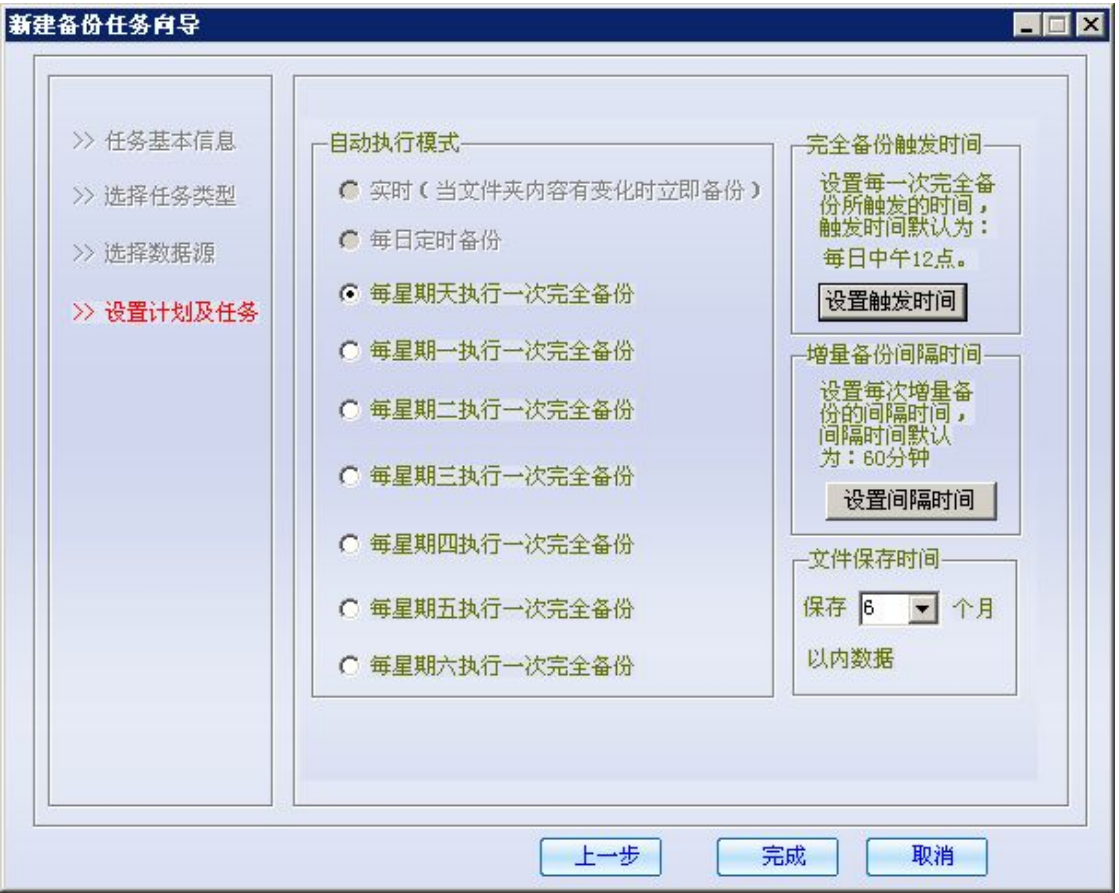 新建备份任务向导
>> 任务基本信息
>> 选择任务类型
>> 选择数据源
>> 设置计划及任务
自动执行模式
实时(当文件夹内容有变化时立即备份)
每日定时备份
每星期天执行一次完全备份
每星期一执行一次完全备份
每星期二执行一次完全备份
每星期三执行一次完全备份
每星期四执行一次完全备份
每星期五执行一次完全备份
每星期六执行一次完全备份
完全备份触发时间
设置每一次完全备
份所触发的时间,
触发时间默认为:
每日中午12点。
设置触发时间
增量备份间隔时间
设置每次增量备
份的间隔时间,
间隔时间默认
为:60分钟
设置间隔时间
文件保存时间
保存 6 个月
以内数据
上一步 完成 取消